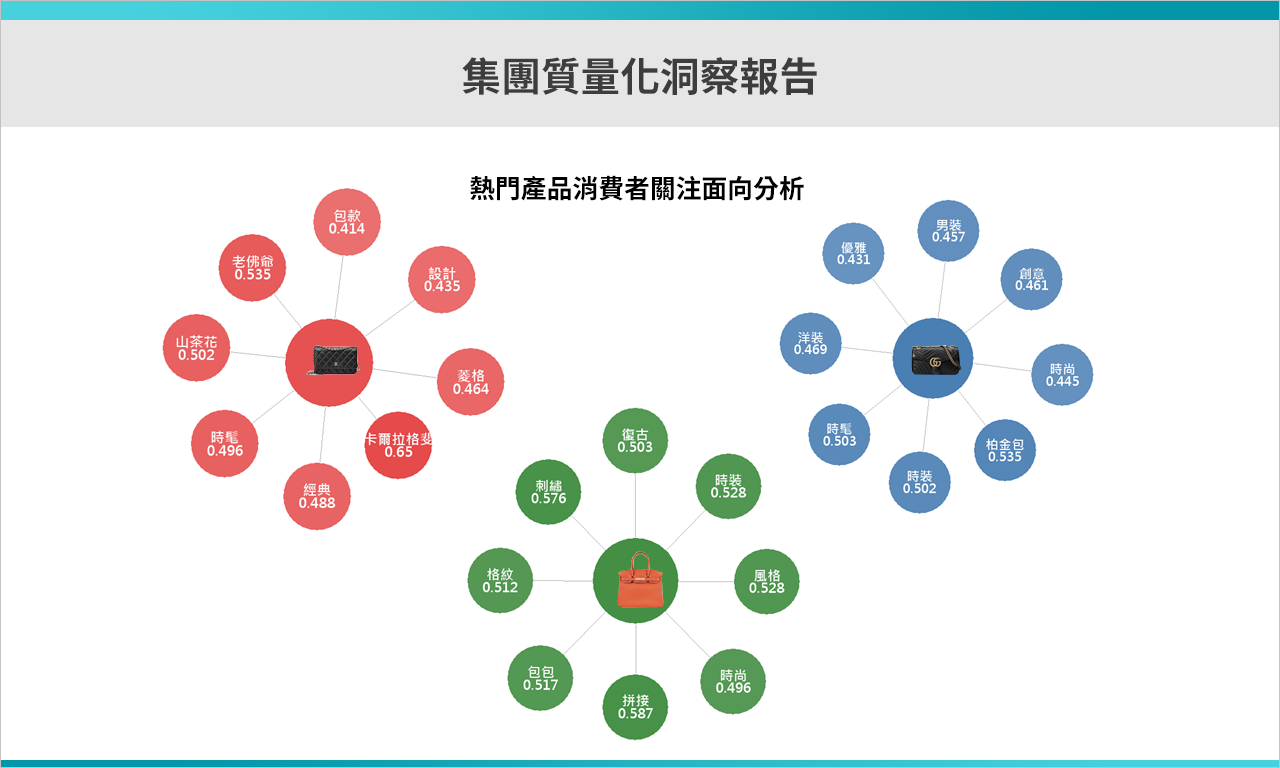 集團質量化洞察報告
熱門產品消費者關注面向分析
包款
0.414
老佛爺
0.535
設計
0.435
山茶花
0.502
菱格
0.464
時髦
0.496
卡爾拉格斐
0.65
經典
0.488
男裝
0.457
優雅
0.431
創意
0.461
洋裝
0.469
時尚
0.445
時髦
0.503
柏金包
0.535
時裝
0.502
復古
0.503
刺繡
0.576
時裝
0.528
格紋
0.512
風格
0.528
包包
0.517
時尚
0.496
拼接
0.587